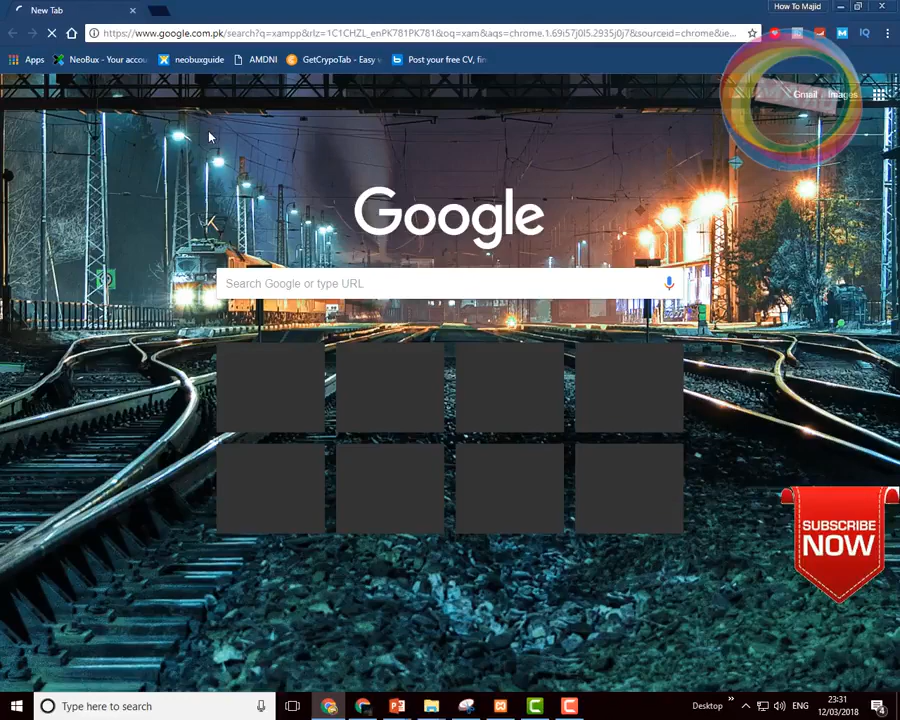 New Tab
How To Majid
https://www.google.com.pk/search?q=xampp&rlz=1C1CHZL_enPK781PK781&oq=xam&aqs=chrome.1.69i57j0l5.2935j0j7&sourceid=chrome&ie...
Apps
NeoBux - Your accou
neobuxguide
AMDNI
GetCrypoTab - Easy
Post your free CV, fin
Gmail
Images
Google
Search Google or type URL
SUBSCRIBE
NOW
Type here to search
Desktop
ENG
23:31
12/03/2018
4